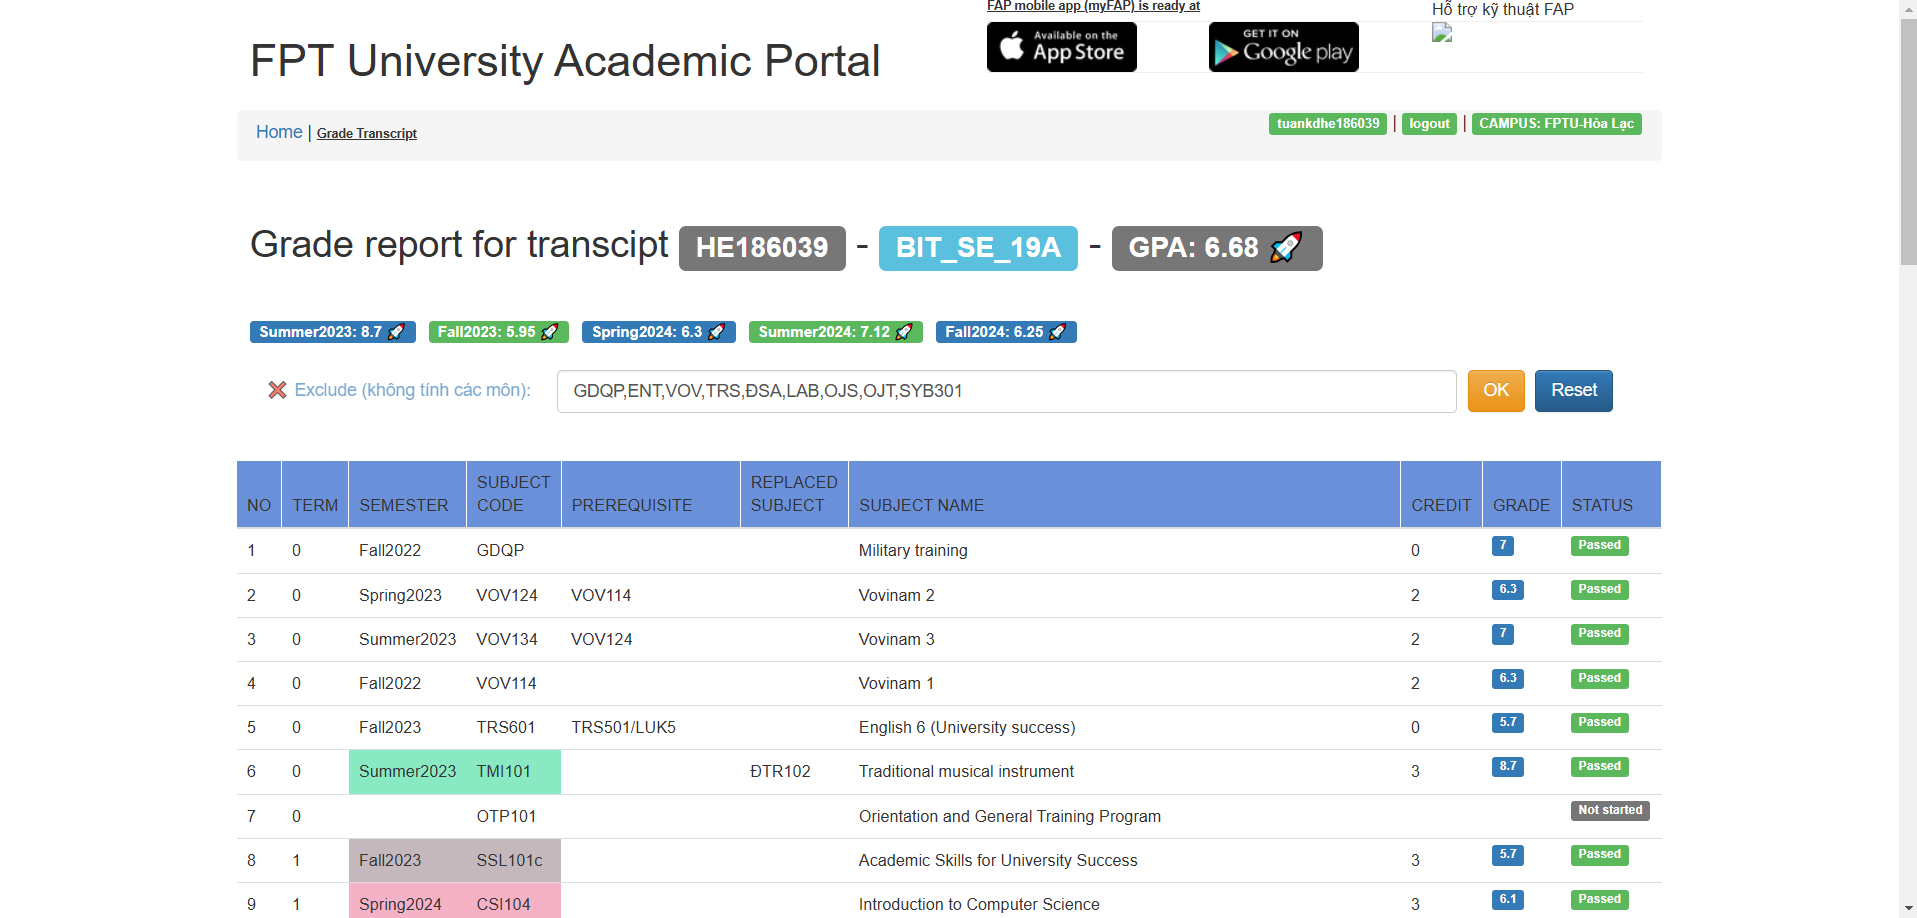 FAP mobile app (myFAP) is ready at
Hỗ trợ kỹ thuật FAP
Available on the
App Store
GET IT ON
Google play
FPT University Academic Portal
Home | Grade Transcript
tuankdhe186039 | logout | CAMPUS: FPTU-Hòa Lạc
Grade report for transcipt HE186039 - BIT_SE_19A - GPA: 6.68 🚀
Summer2023: 8.7 🚀 Fall2023: 5.95 🚀 Spring2024: 6.3 🚀 Summer2024: 7.12 🚀 Fall2024: 6.25 🚀
❌ Exclude (không tính các môn): GDQP,ENT,VOV,TRS,ĐSA,LAB,OJS,OJT,SYB301 OK Reset
NO TERM SEMESTER SUBJECT CODE PREREQUISITE REPLACED SUBJECT SUBJECT NAME CREDIT GRADE STATUS
1 0 Fall2022 GDQP Military training 0 7 Passed
2 0 Spring2023 VOV124 VOV114 Vovinam 2 2 6.3 Passed
3 0 Summer2023 VOV134 VOV124 Vovinam 3 2 7 Passed
4 0 Fall2022 VOV114 Vovinam 1 2 6.3 Passed
5 0 Fall2023 TRS601 TRS501/LUK5 English 6 (University success) 0 5.7 Passed
6 0 Summer2023 TMI101 ĐTR102 Traditional musical instrument 3 8.7 Passed
7 0 OTP101 Orientation and General Training Program Not started
8 1 Fall2023 SSL101c Academic Skills for University Success 3 5.7 Passed
9 1 Spring2024 CSI104 Introduction to Computer Science 3 6.1 Passed